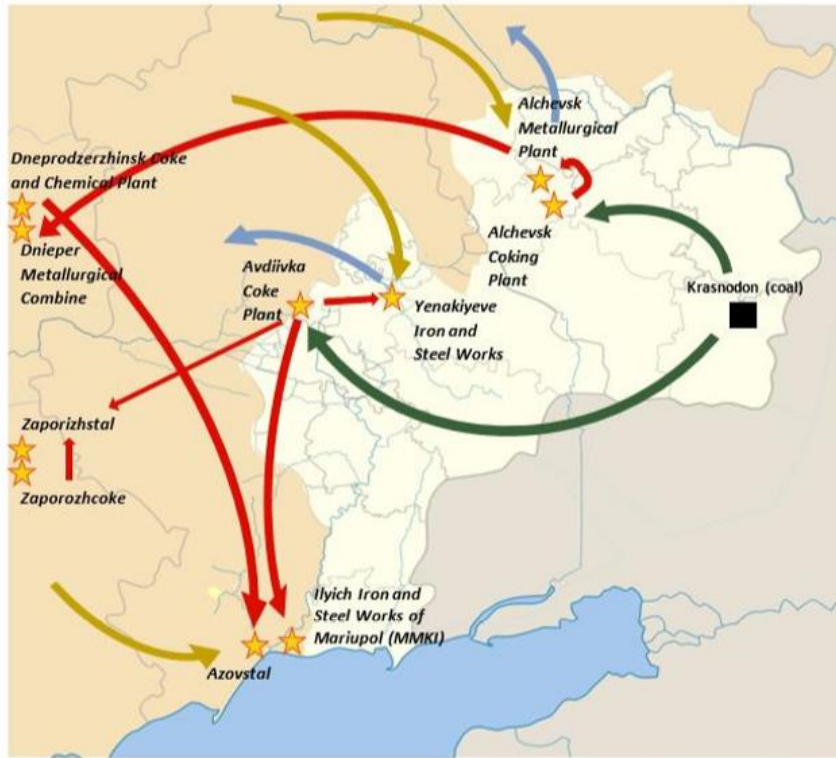 Alchevsk
Metallurgical
Plant
Dneprodzerzhinsk Coke
and Chemical Plant
Dnieper
Metallurgical
Combine
Avdiivka
Coke
Plant
Alchevsk
Coking
Plant
Krasnodon (coal)
Yenakiyeve
Iron and
Steel Works
Zaporizhstal
Zaporozhcoke
Ilyich Iron and
Steel Works of
Mariupol (MMKI)
Azovstal